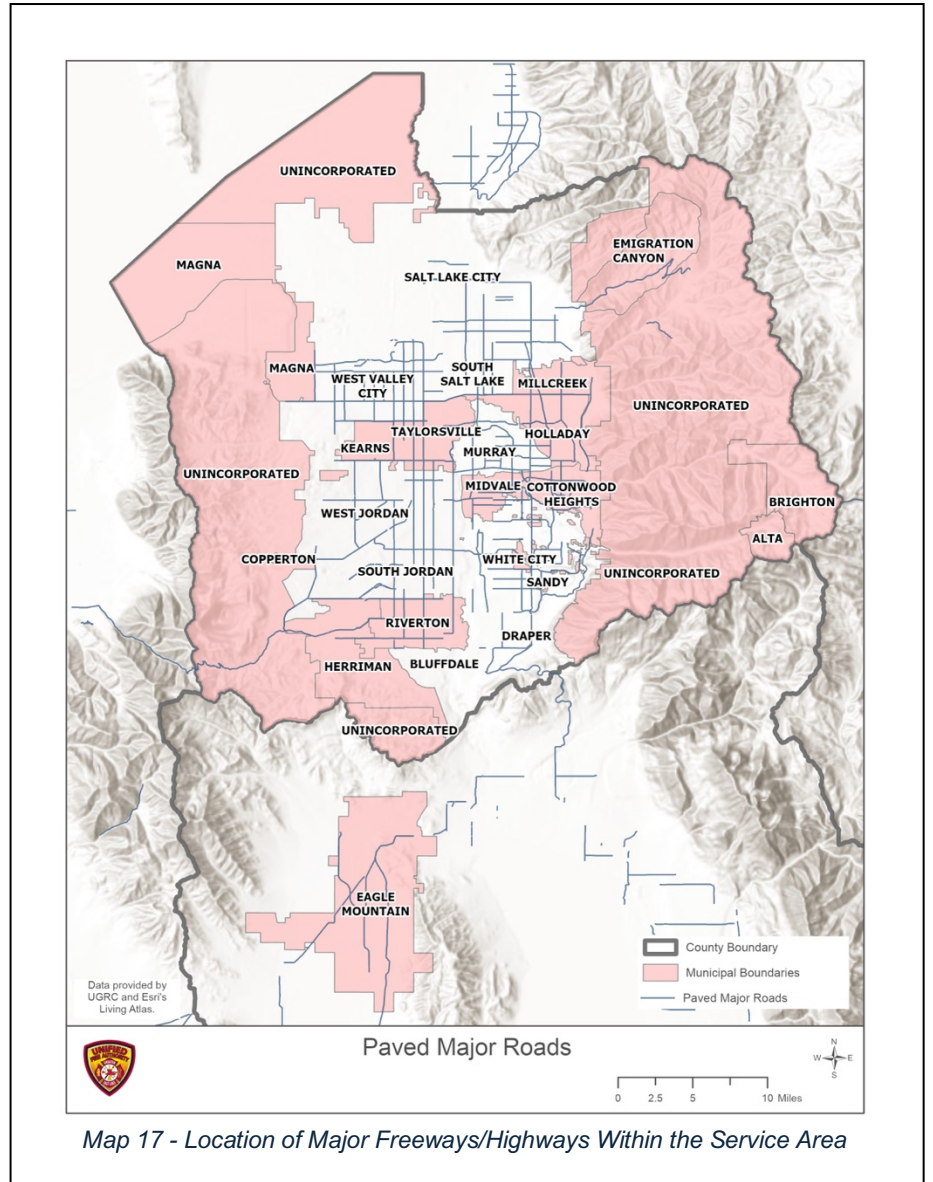 UNINCORPORATED
MAGNA
EMIGRATION
CANYON
SALT LAKE CITY
MAGNA
WEST VALLEY
CITY
SOUTH
SALT LAKE
MILLCREEK
UNINCORPORATED
TAYLORSVILLE
HOLLADAY
KEARNS
MURRAY
UNINCORPORATED
MIDVALE
COTTONWOOD
HEIGHTS
BRIGHTON
WEST JORDAN
ALTA
COPPERTON
WHITE CITY
SOUTH JORDAN
SANDY
UNINCORPORATED
RIVERTON
DRAPER
HERRIMAN
BLUFFDALE
UNINCORPORATED
EAGLE
MOUNTAIN
County Boundary
Municipal Boundaries
Paved Major Roads
Data provided by
UGRC and Esri's
Living Atlas.
UNIFIED
FIRE AUTHORITY
Paved Major Roads
N
W E
S
0 2.5 5 10 Miles
Map 17 - Location of Major Freeways/Highways Within the Service Area